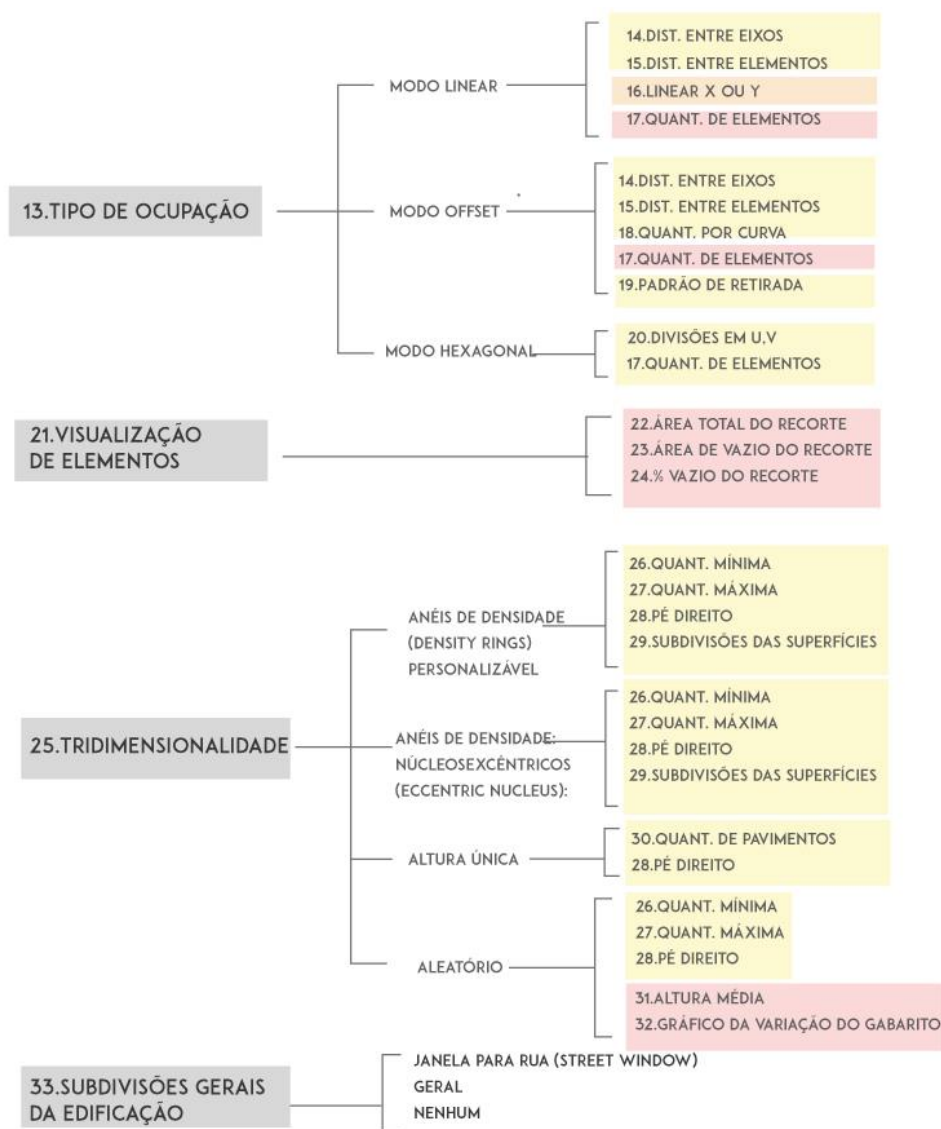 13.TIPO DE OCUPAÇÃO
MODO LINEAR
14.DIST. ENTRE EIXOS
15.DIST. ENTRE ELEMENTOS
16.LINEAR X OU Y
17.QUANT. DE ELEMENTOS
MODO OFFSET
14.DIST. ENTRE EIXOS
15.DIST. ENTRE ELEMENTOS
18.QUANT. POR CURVA
17.QUANT. DE ELEMENTOS
19.PADRÃO DE RETIRADA
MODO HEXAGONAL
20.DIVISÕES EM U,V
17.QUANT. DE ELEMENTOS
21.VISUALIZAÇÃO
DE ELEMENTOS
22.ÁREA TOTAL DO RECORTE
23.ÁREA DE VAZIO DO RECORTE
24.% VAZIO DO RECORTE
25.TRIDIMENSIONALIDADE
ANÉIS DE DENSIDADE
(DENSITY RINGS)
PERSONALIZÁVEL
26.QUANT. MÍNIMA
27.QUANT. MÁXIMA
28.PÉ DIREITO
29.SUBDIVISÕES DAS SUPERFÍCIES
ANÉIS DE DENSIDADE:
NÚCLEOSEXCÊNTRICOS
(ECCENTRIC NUCLEUS):
26.QUANT. MÍNIMA
27.QUANT. MÁXIMA
28.PÉ DIREITO
29.SUBDIVISÕES DAS SUPERFÍCIES
ALTURA ÚNICA
30.QUANT. DE PAVIMENTOS
28.PÉ DIREITO
ALEATÓRIO
26.QUANT. MÍNIMA
27.QUANT. MÁXIMA
28.PÉ DIREITO
31.ALTURA MÉDIA
32.GRÁFICO DA VARIAÇÃO DO GABARITO
33.SUBDIVISÕES GERAIS
DA EDIFICAÇÃO
JANELA PARA RUA (STREET WINDOW)
GERAL
NENHUM